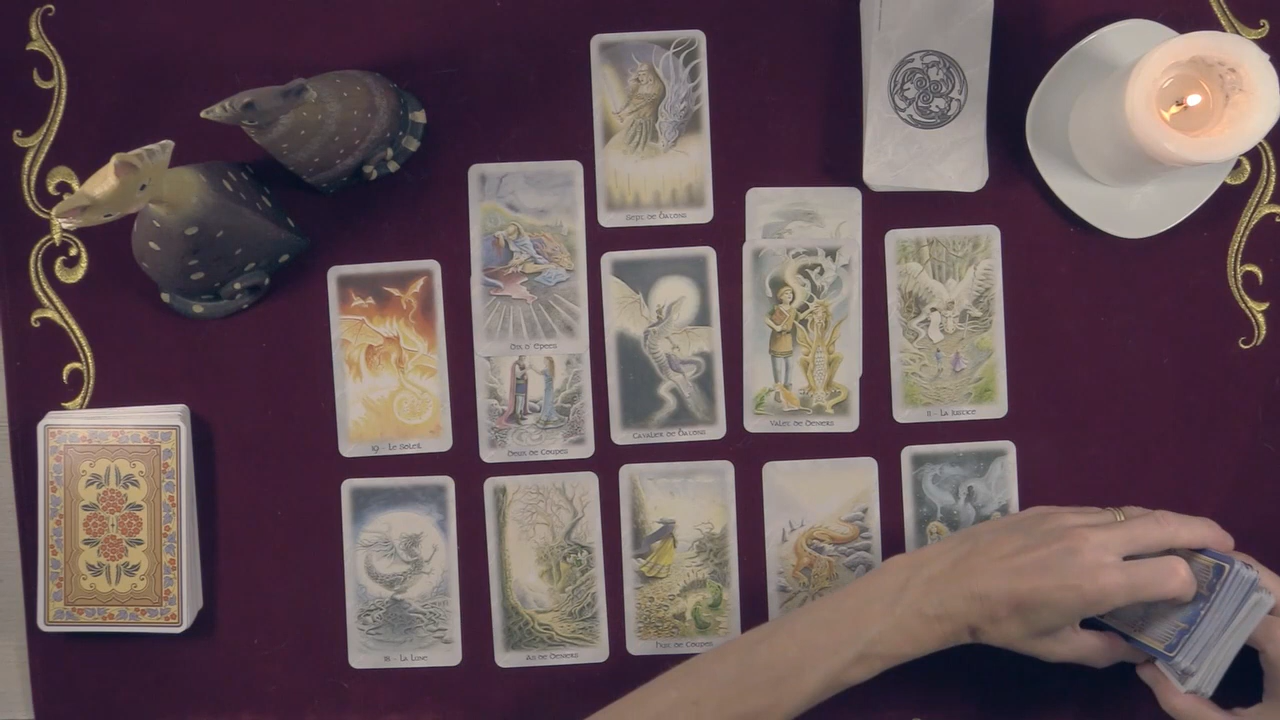 Sept de Bâtons
Dix d'Épées
19 - Le Soleil
Deux de Coupes
Cavalier de Bâtons
Valet de Deniers
11 - La Justice
18 - La Lune
As de Deniers
Huit de Coupes